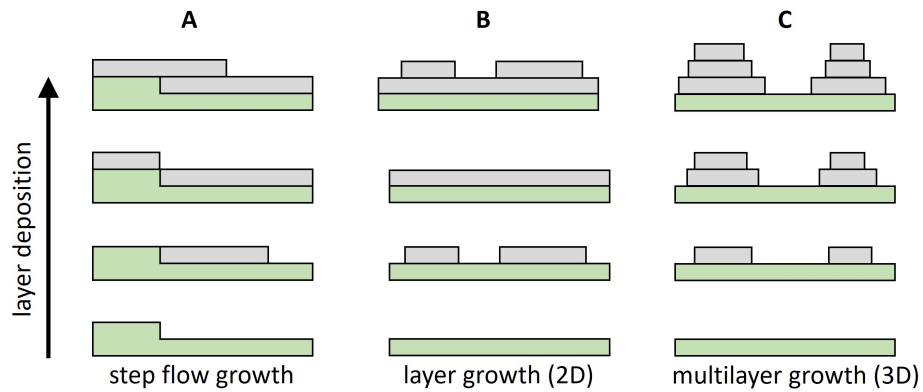 A
B
C
layer deposition
step flow growth
layer growth (2D)
multilayer growth (3D)